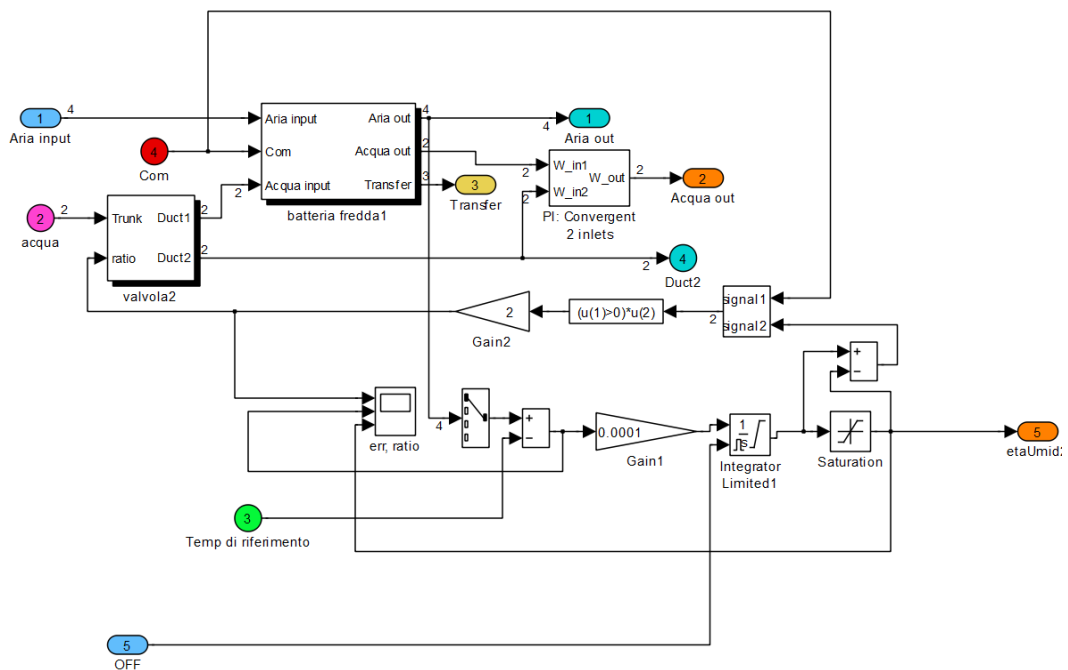 1
Aria input
4
4
Com
2
acqua
2
Trunk
ratio
Duct1
Duct2
valvola2
2
2
2
Aria input
Com
Acqua input
Aria out
Acqua out
Transfer
batteria fredda1
4
2
3
4
1
Aria out
3
Transfer
2
2
W_in1
W_in2
W_out
PI: Convergent
2 inlets
2
2
Acqua out
2
4
Duct2
signal1
signal2
2
(u(1)>0)*u(2)
2
Gain2
+
−
err, ratio
4
+
−
0.0001
Gain1
1
s
Integrator
Limited1
Saturation
5
etaUmid2
3
Temp di riferimento
5
OFF